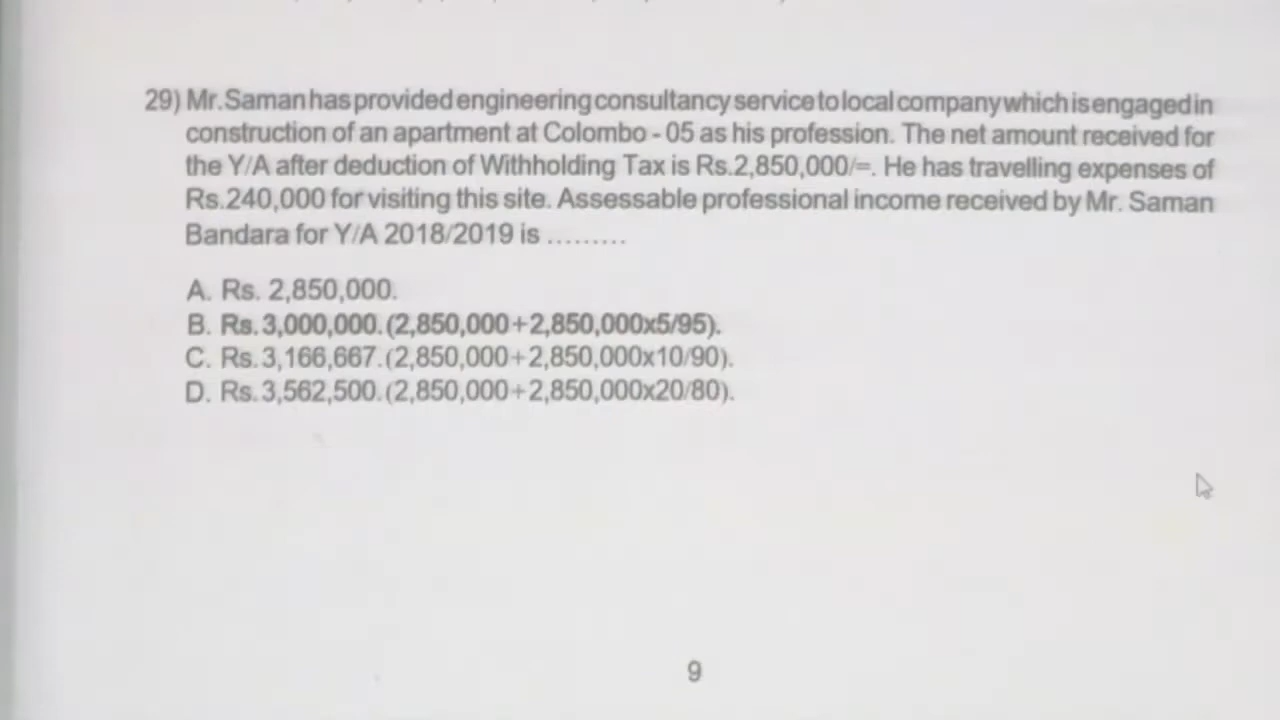 29) Mr.Saman has provided engineering consultancy service to local company which is engaged in
construction of an apartment at Colombo - 05 as his profession. The net amount received for
the Y/A after deduction of Withholding Tax is Rs.2,850,000/=. He has travelling expenses of
Rs.240,000 for visiting this site. Assessable professional income received by Mr. Saman
Bandara for Y/A 2018/2019 is .........
A. Rs. 2,850,000.
B. Rs.3,000,000.(2,850,000+2,850,000x5/95).
C. Rs.3,166,667.(2,850,000+2,850,000x10/90).
D. Rs.3,562,500.(2,850,000+2,850,000x20/80).
9